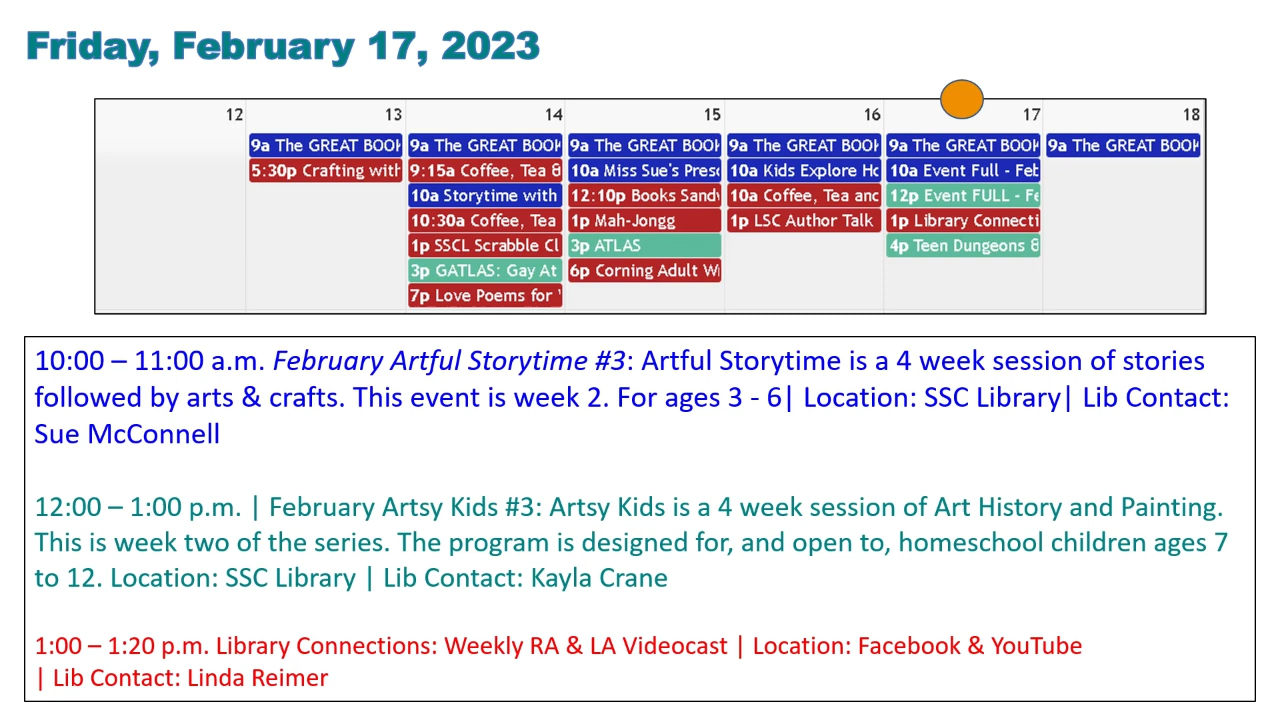 Friday, February 17, 2023
12 13 14 15 16 17 18
9a The GREAT BOOK 9a The GREAT BOOK 9a The GREAT BOOK 9a The GREAT BOOK 9a The GREAT BOOK 9a The GREAT BOOK
5:30p Crafting with 9:15a Coffee, Tea & 10a Miss Sue's Presc 10a Kids Explore Ho 10a Event Full - Feb
10a Storytime with 12:10p Books Sandw 10a Coffee, Tea and 12p Event FULL - Fe
10:30a Coffee, Tea 1p Mah-Jongg 1p LSC Author Talk 1p Library Connecti
1p SSCL Scrabble Cl 3p ATLAS 4p Teen Dungeons &
3p GATLAS: Gay At 6p Corning Adult Wr
7p Love Poems for
10:00 – 11:00 a.m. February Artful Storytime #3: Artful Storytime is a 4 week session of stories
followed by arts & crafts. This event is week 2. For ages 3 - 6| Location: SSC Library| Lib Contact:
Sue McConnell
12:00 – 1:00 p.m. | February Artsy Kids #3: Artsy Kids is a 4 week session of Art History and Painting.
This is week two of the series. The program is designed for, and open to, homeschool children ages 7
to 12. Location: SSC Library | Lib Contact: Kayla Crane
1:00 – 1:20 p.m. Library Connections: Weekly RA & LA Videocast | Location: Facebook & YouTube
| Lib Contact: Linda Reimer